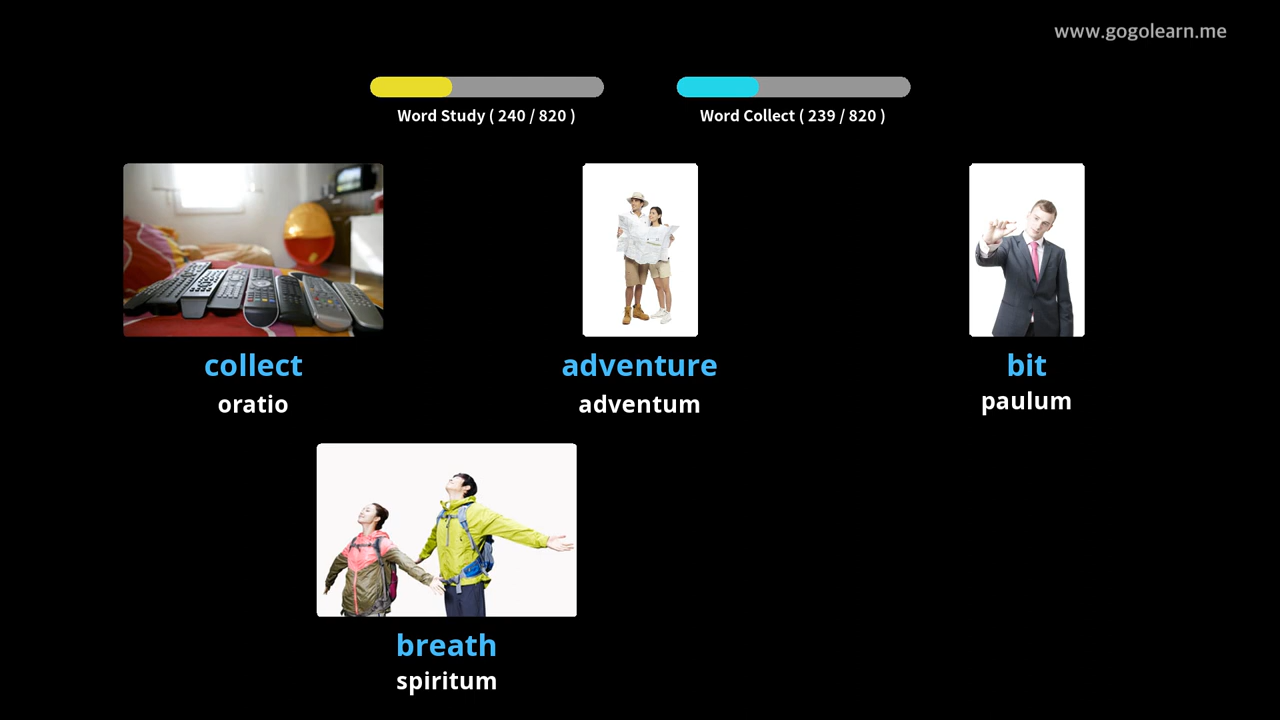 www.gogolearn.me
Word Study ( 240 / 820 )
Word Collect ( 239 / 820 )
collect
oratio
adventure
adventum
bit
paulum
breath
spiritum